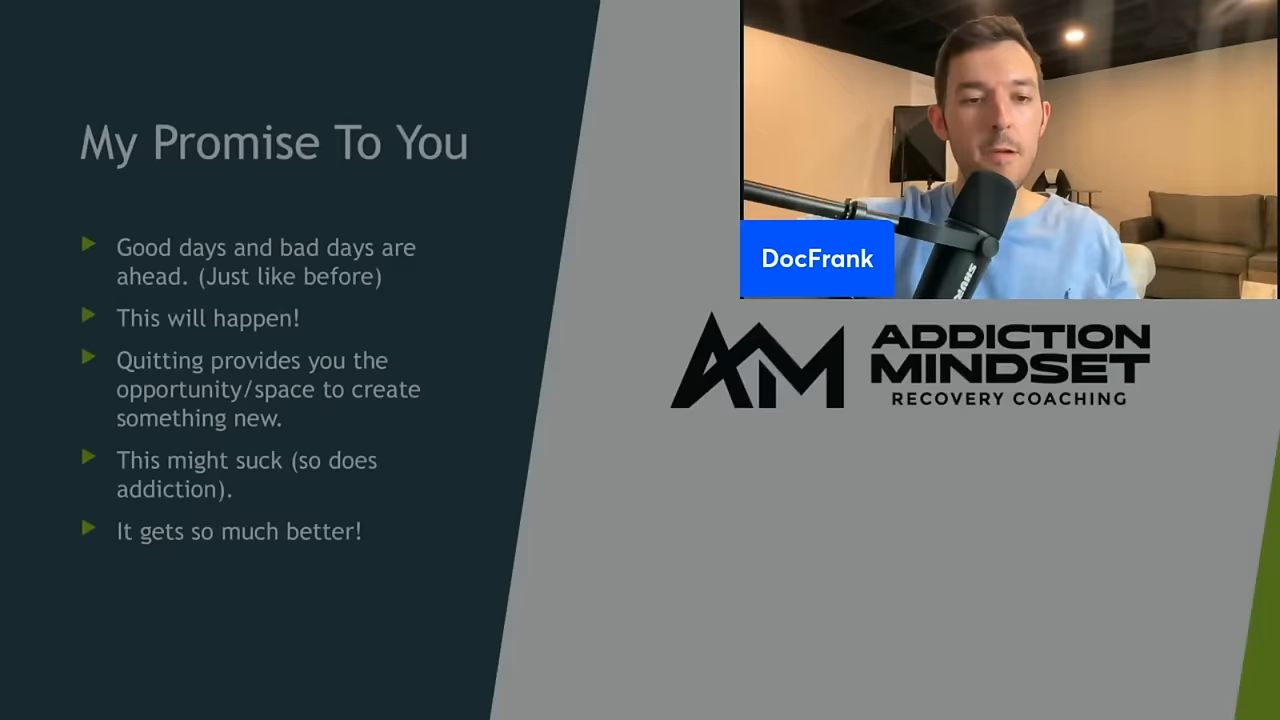 My Promise To You
Good days and bad days are
ahead. (Just like before)
This will happen!
Quitting provides you the
opportunity/space to create
something new.
This might suck (so does
addiction).
It gets so much better!
DocFrank
SHURE
AM ADDICTION
MINDSET
RECOVERY COACHING